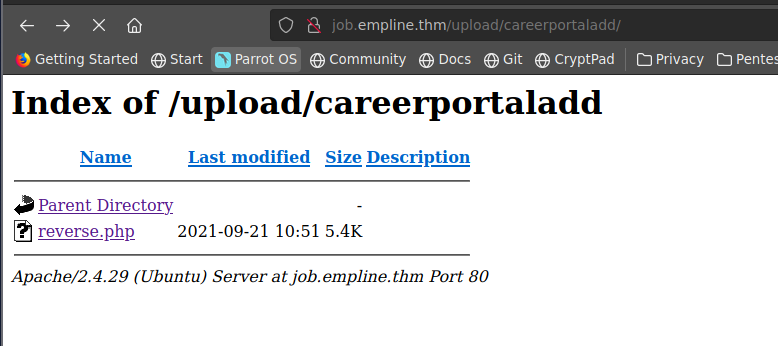 job.empline.thm/upload/careerportaladd/
Getting Started Start Parrot OS Community Docs Git CryptPad Privacy Pentes
Index of /upload/careerportaladd
Name Last modified Size Description
Parent Directory -
reverse.php 2021-09-21 10:51 5.4K
Apache/2.4.29 (Ubuntu) Server at job.empline.thm Port 80